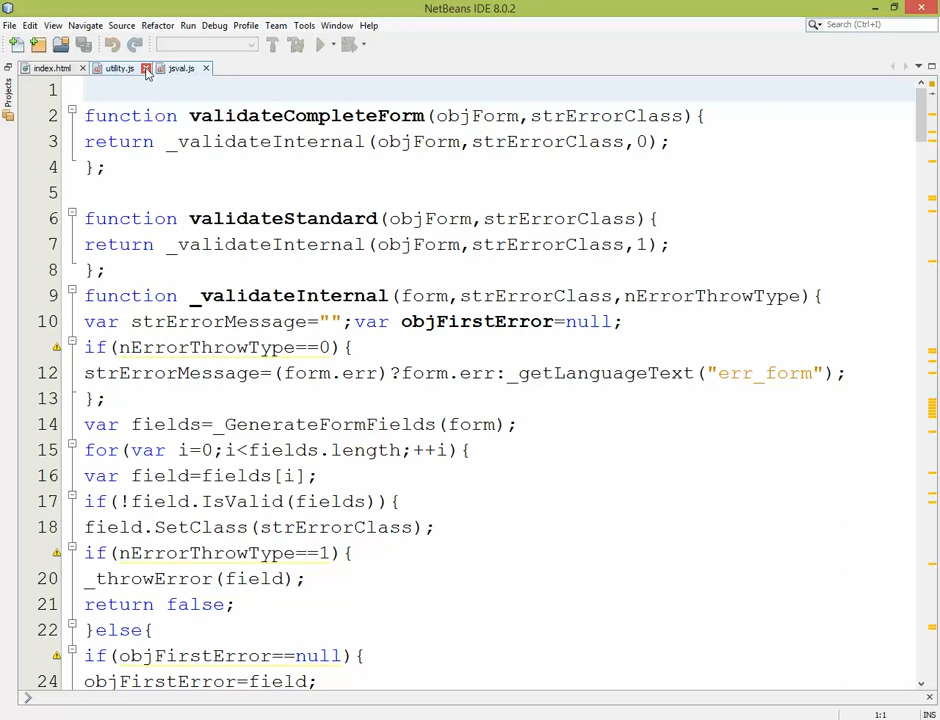 NetBeans IDE 8.0.2
File Edit View Navigate Source Refactor Run Debug Profile Team Tools Window Help
Search (Ctrl+I)
index.html utility.js jsval.js
Projects
1
2 function validateCompleteForm(objForm,strErrorClass){
3 return _validateInternal(objForm,strErrorClass,0);
4 };
5
6 function validateStandard(objForm,strErrorClass){
7 return _validateInternal(objForm,strErrorClass,1);
8 };
9 function _validateInternal(form,strErrorClass,nErrorThrowType){
10 var strErrorMessage="";var objFirstError=null;
if(nErrorThrowType==0){
12 strErrorMessage=(form.err)?form.err:_getLanguageText("err_form");
13 };
14 var fields=_GenerateFormFields(form);
15 for(var i=0;i<fields.length;++i){
16 var field=fields[i];
17 if(!field.IsValid(fields)){
18 field.SetClass(strErrorClass);
if(nErrorThrowType==1){
20 _throwError(field);
21 return false;
22 }else{
if(objFirstError==null){
24 objFirstError=field;
1:1 INS